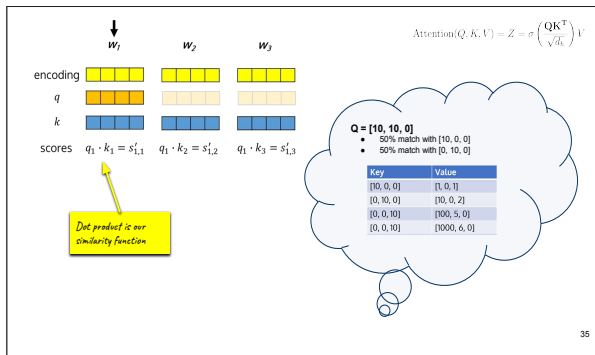 Attention(Q, K, V) = Z = σ (QKᵀ / √dₖ) V
w₁ w₂ w₃
encoding
q
k
scores q₁ · k₁ = s′₁,₁ q₁ · k₂ = s′₁,₂ q₁ · k₃ = s′₁,₃
Dot product is our
similarity function
Q = [10, 10, 0]
● 50% match with [10, 0, 0]
● 50% match with [0, 10, 0]
Key Value
[10, 0, 0] [1, 0, 1]
[0, 10, 0] [10, 0, 2]
[0, 0, 10] [100, 5, 0]
[0, 0, 10] [1000, 6, 0]
35